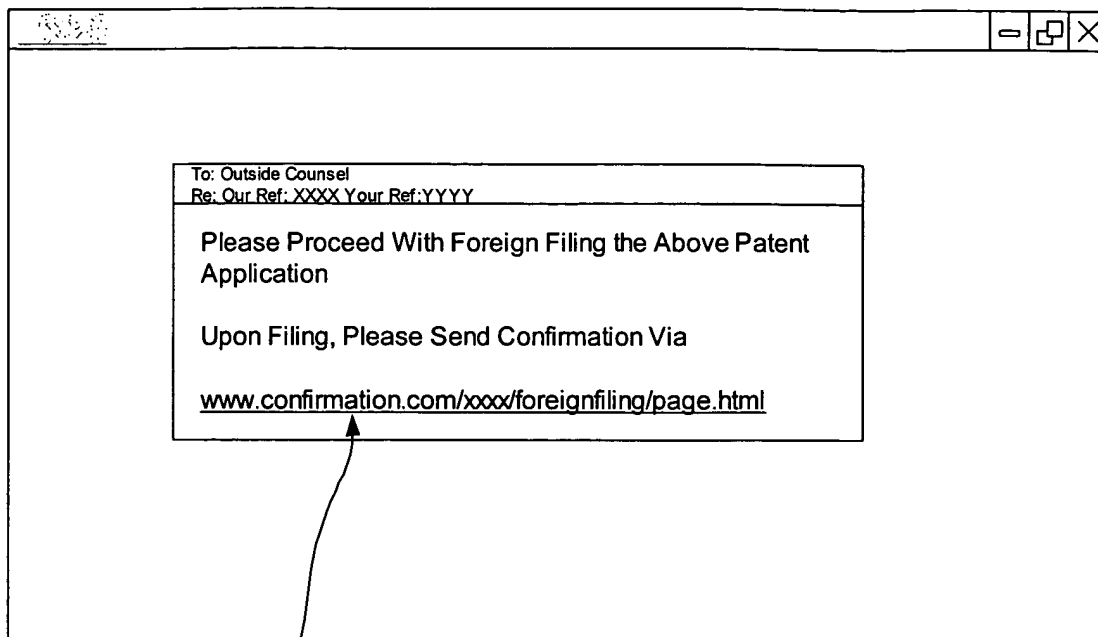 To: Outside Counsel
Re: Our Ref: XXXX Your Ref:YYYY
Please Proceed With Foreign Filing the Above Patent
Application
Upon Filing, Please Send Confirmation Via
www.confirmation.com/xxxx/foreignfiling/page.html